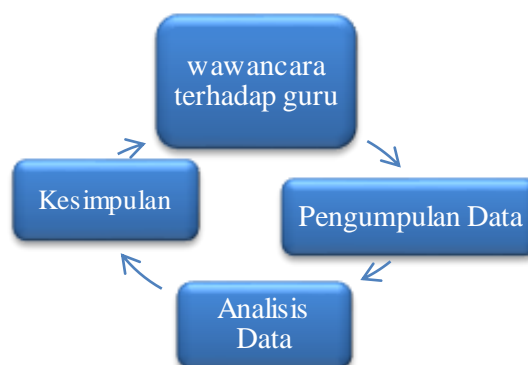 wawancara
terhadap guru
Pengumpulan Data
Analisis
Data
Kesimpulan